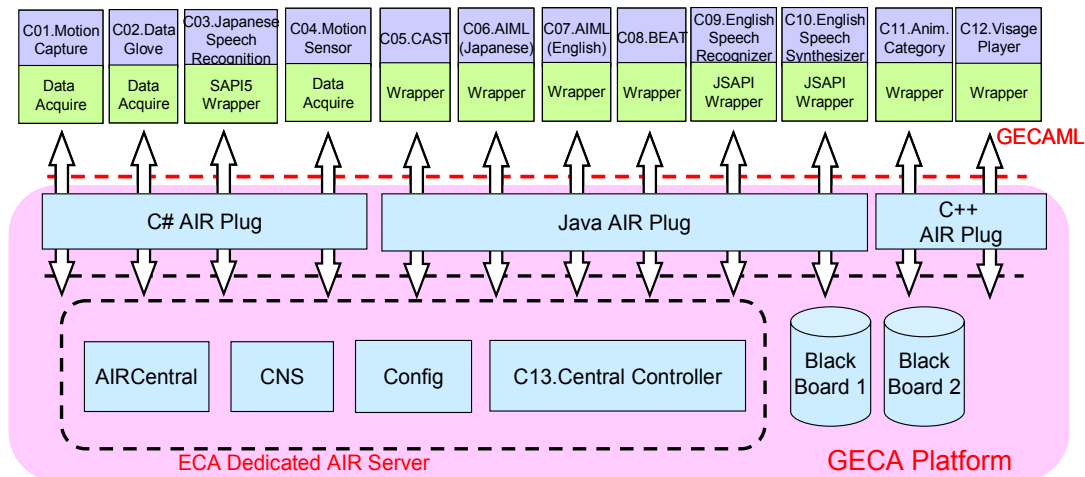 C01.Motion
Capture
C02.Data
Glove
C03.Japanese
Speech
Recognition
C04.Motion
Sensor
C05.CAST
C06.AIML
(Japanese)
C07.AIML
(English)
C08.BEAT
C09.English
Speech
Recognizer
C10.English
Speech
Synthesizer
C11.Anim.
Category
C12.Visage
Player
Data
Acquire
Data
Acquire
SAPI5
Wrapper
Data
Acquire
Wrapper
Wrapper
Wrapper
Wrapper
JSAPI
Wrapper
JSAPI
Wrapper
Wrapper
Wrapper
GECAML
C# AIR Plug
Java AIR Plug
C++
AIR Plug
AIRCentral
CNS
Config
C13.Central Controller
Black
Board 1
Black
Board 2
ECA Dedicated AIR Server
GECA Platform